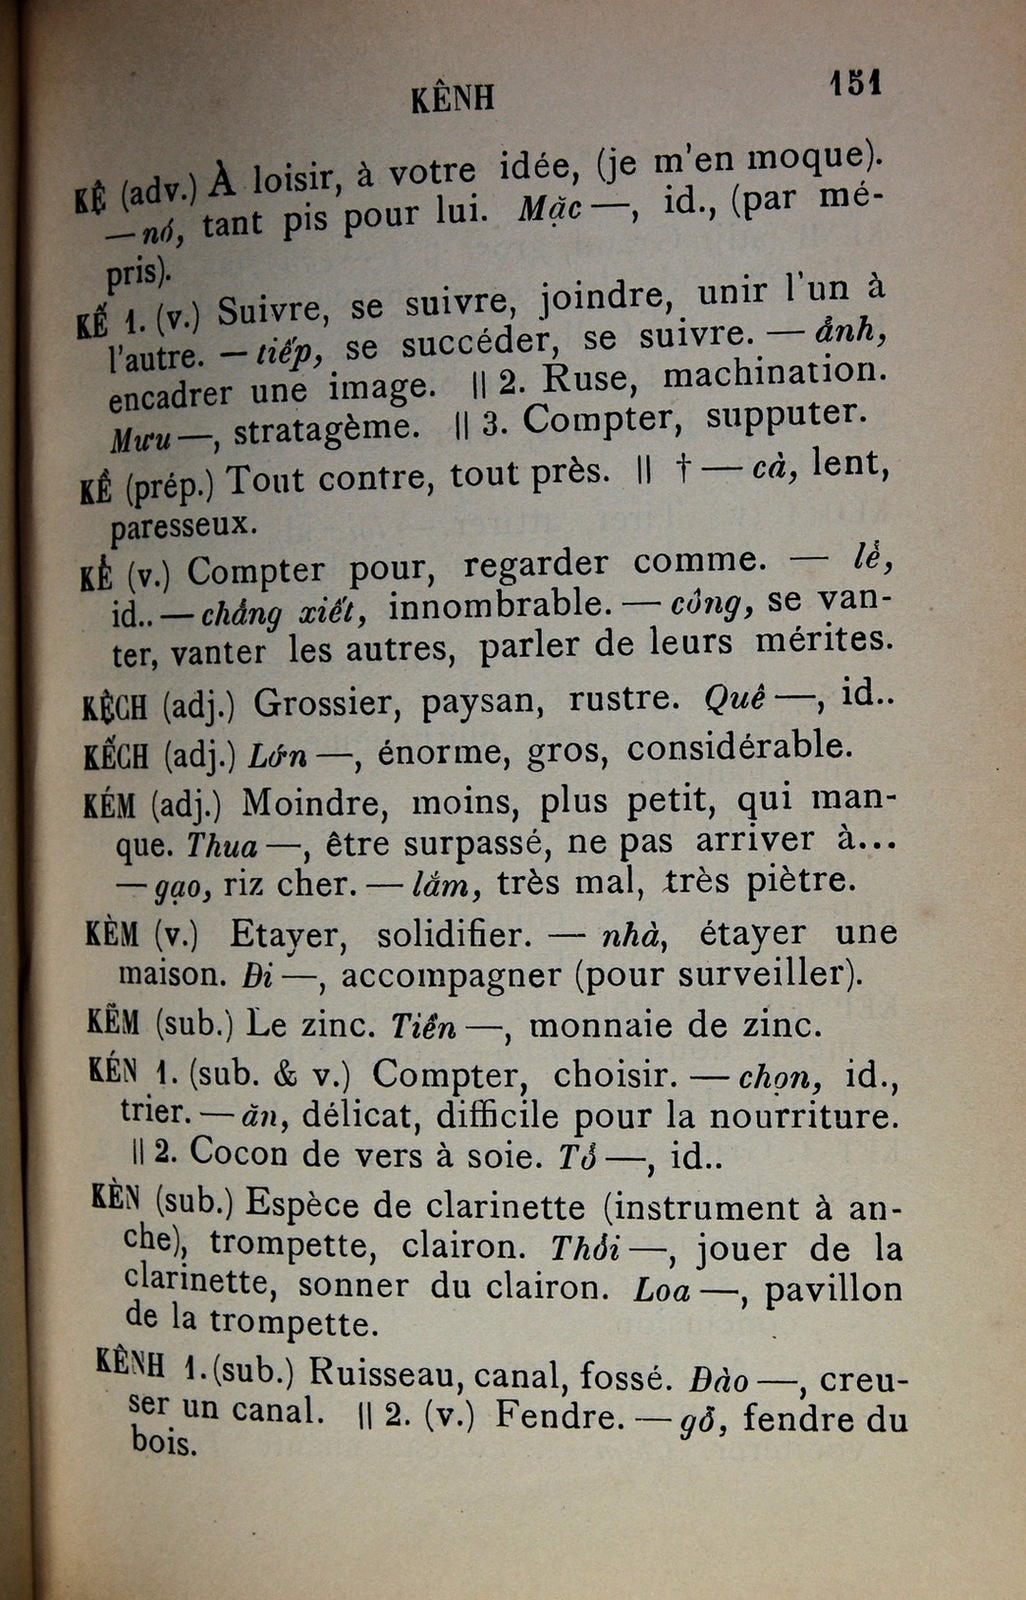 KÊNH
151
KỆ (adv.) À loisir, à votre idée, (je m'en moque).
— nó, tant pis pour lui. Mặc —, id., (par mé-
pris).
KẾ 1. (v.) Suivre, se suivre, joindre, unir l'un à
l'autre. — tiếp, se succéder, se suivre. — ảnh,
encadrer une image. || 2. Ruse, machination.
Mưu —, stratagème. || 3. Compter, supputer.
KỀ (prép.) Tout contre, tout près. || † — cà, lent,
paresseux.
KỂ (v.) Compter pour, regarder comme. — lể,
id.. — chẳng xiết, innombrable. — công, se van-
ter, vanter les autres, parler de leurs mérites.
KỆCH (adj.) Grossier, paysan, rustre. Quê —, id..
KẾCH (adj.) Lớn —, énorme, gros, considérable.
KÉM (adj.) Moindre, moins, plus petit, qui man-
que. Thua —, être surpassé, ne pas arriver à...
— gạo, riz cher. — lắm, très mal, très piètre.
KÈM (v.) Etayer, solidifier. — nhà, étayer une
maison. Đi —, accompagner (pour surveiller).
KẼM (sub.) Le zinc. Tiền —, monnaie de zinc.
KÉN 1. (sub. & v.) Compter, choisir. — chọn, id.,
trier. — ăn, délicat, difficile pour la nourriture.
|| 2. Cocon de vers à soie. Tổ —, id..
KÈN (sub.) Espèce de clarinette (instrument à an-
che), trompette, clairon. Thổi —, jouer de la
clarinette, sonner du clairon. Loa —, pavillon
de la trompette.
KÊNH 1. (sub.) Ruisseau, canal, fossé. Đào —, creu-
ser un canal. || 2. (v.) Fendre. — gỗ, fendre du
bois.